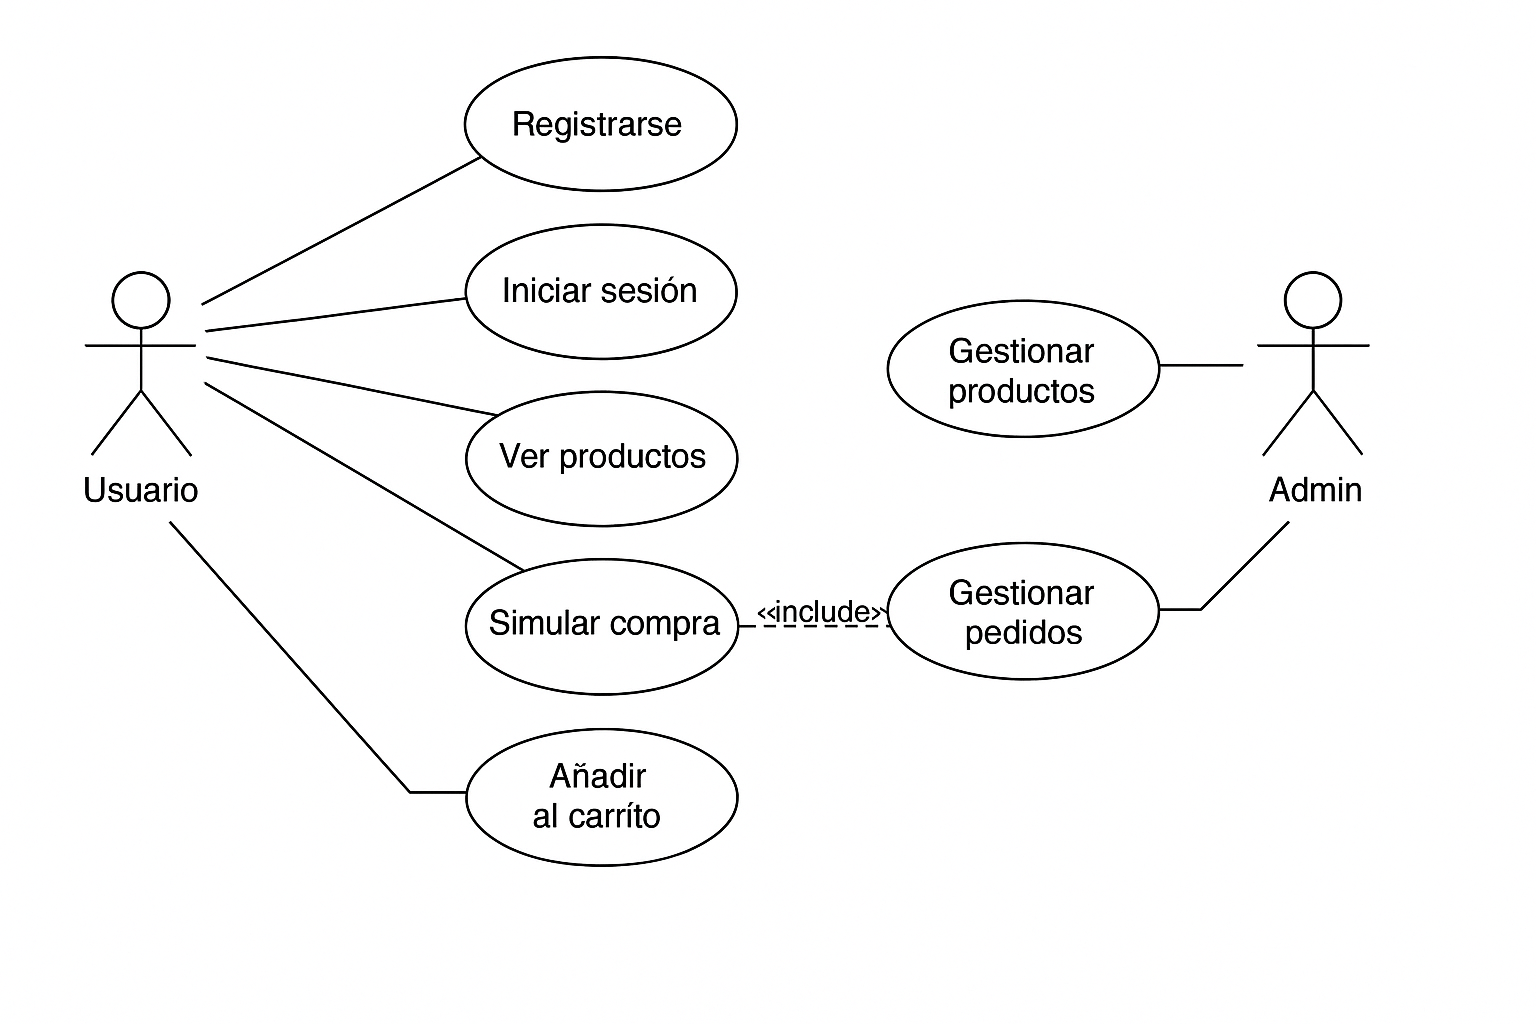 Registrarse
Iniciar sesión
Ver productos
Simular compra
Añadir
al carríto
Usuario
<<include>>
Gestionar
productos
Gestionar
pedidos
Admin